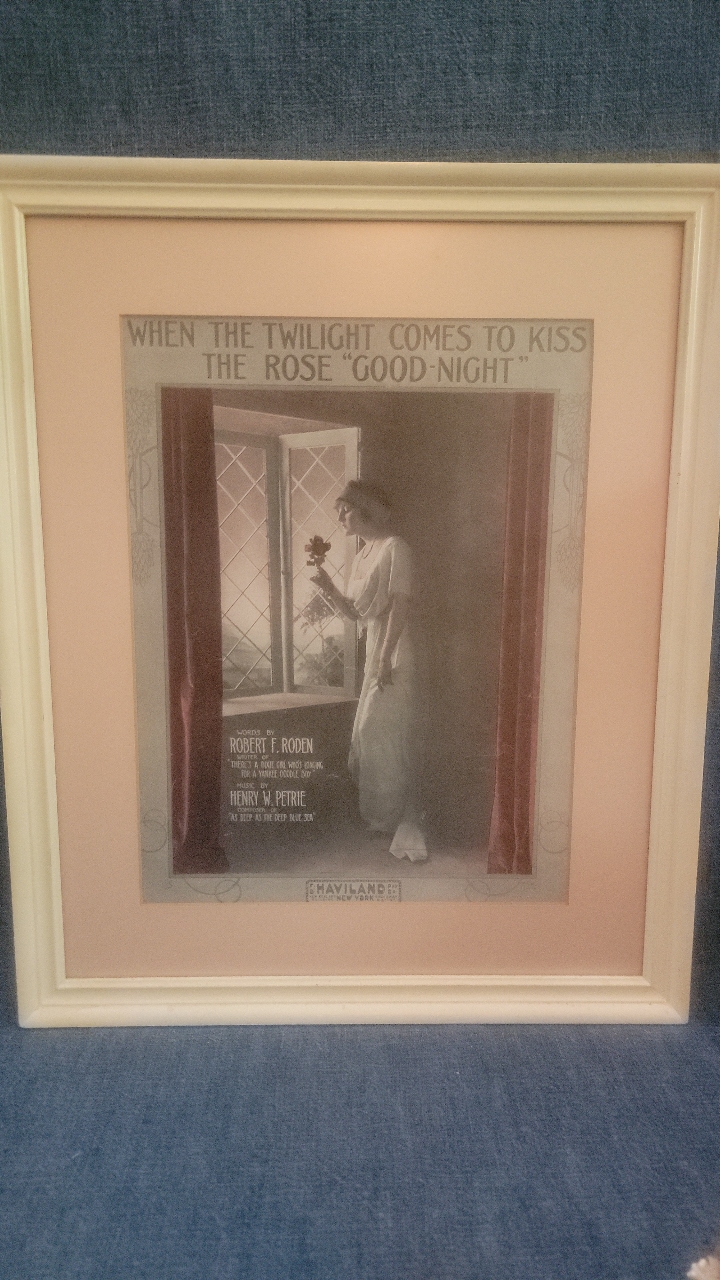 WHEN THE TWILIGHT COMES TO KISS
THE ROSE "GOOD-NIGHT"
WORDS BY
ROBERT F. RODEN
WRITER OF
"THERE'S A
GIRL WHO'S LONGING
FOR A YANKEE DOODLE BOY"
MUSIC BY
HENRY W. PETRIE
COMPOSER OF
"AS DEEP AS THE DEEP BLUE SEA"
HAVILAND
NEW YORK